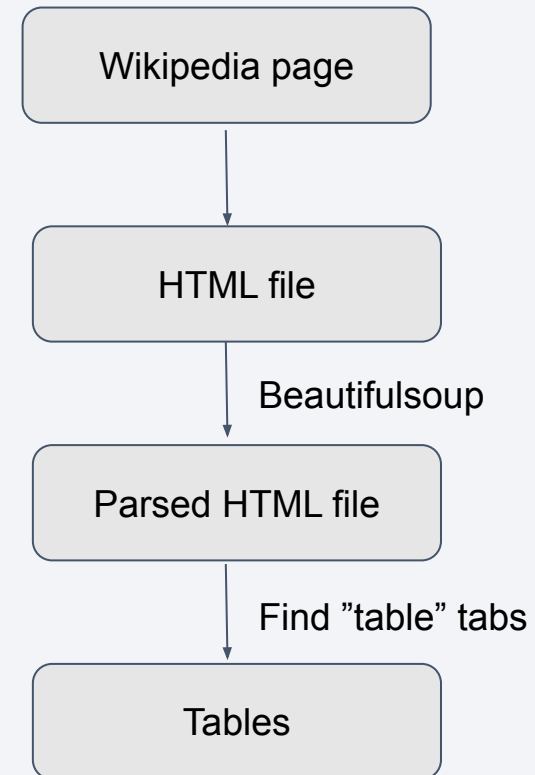 Wikipedia page
HTML file
Beautifulsoup
Parsed HTML file
Find ”table” tabs
Tables